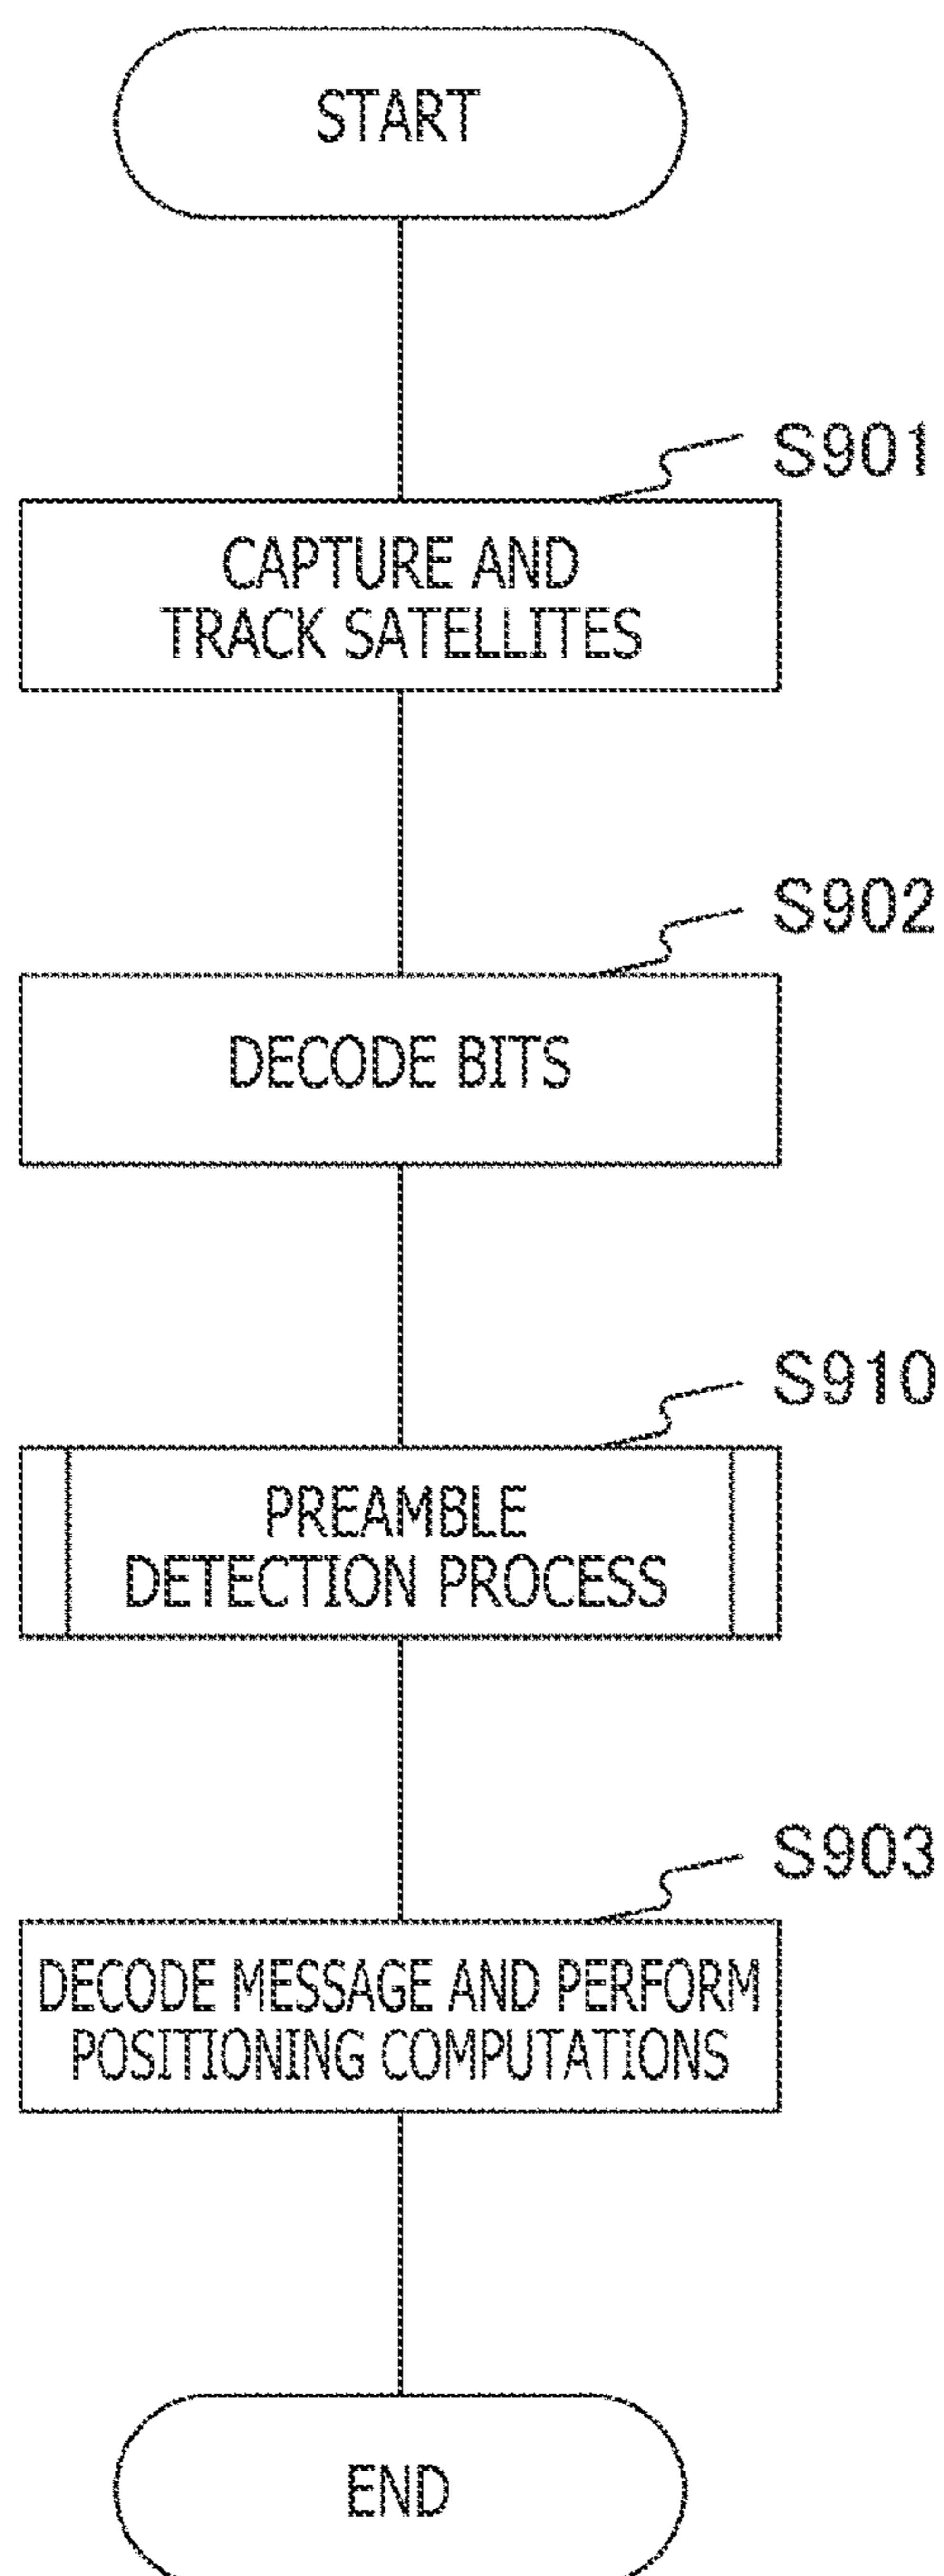 START
S901
CAPTURE AND
TRACK SATELLITES
S902
DECODE BITS
S910
PREAMBLE
DETECTION PROCESS
S903
DECODE MESSAGE AND PERFORM
POSITIONING COMPUTATIONS
END